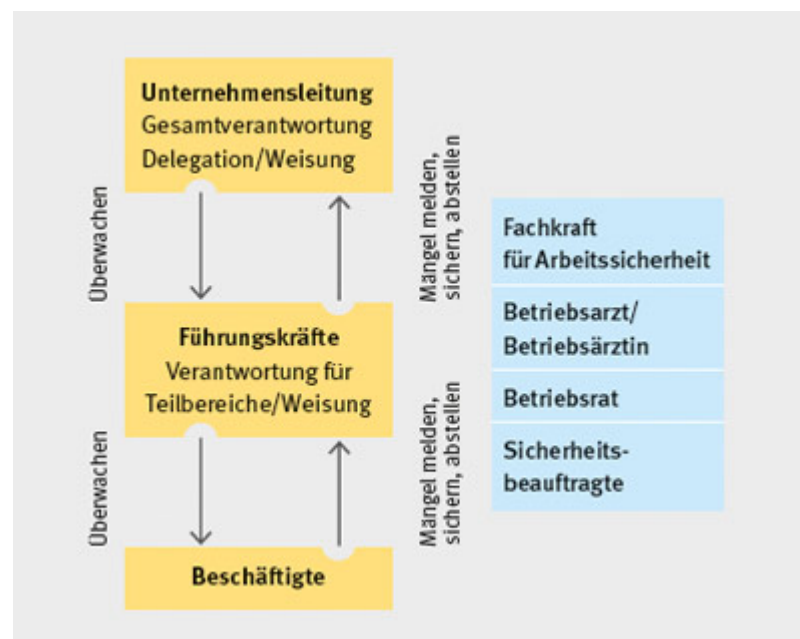 Unternehmensleitung
Gesamtverantwortung
Delegation/Weisung
Überwachen
Mängel melden,
sichern, abstellen
Führungskräfte
Verantwortung für
Teilbereiche/Weisung
Überwachen
Mängel melden,
sichern, abstellen
Beschäftigte
Fachkraft
für Arbeitssicherheit
Betriebsarzt/
Betriebsärztin
Betriebsrat
Sicherheits-
beauftragte